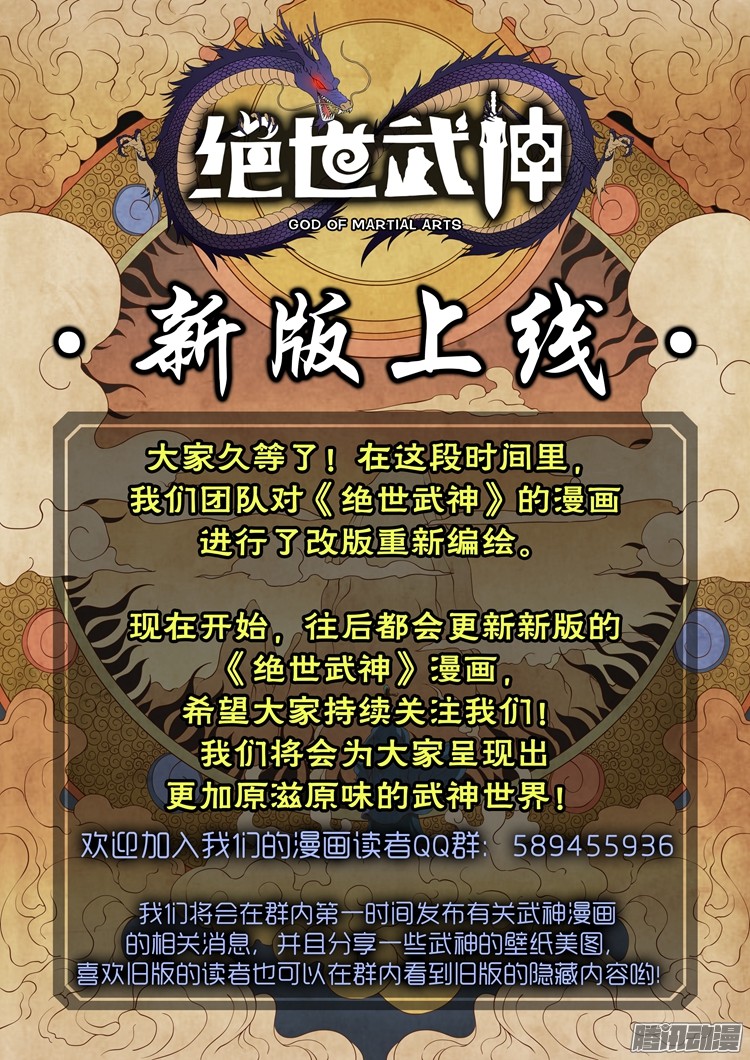 绝世武神
GOD OF MARTIAL ARTS
·新版上线·
大家久等了！在这段时间里，
我们团队对《绝世武神》的漫画
进行了改版重新编绘。
现在开始，往后都会更新新版的
《绝世武神》漫画，
希望大家持续关注我们！
我们将会为大家呈现出
更加原滋原味的武神世界！
欢迎加入我们的漫画读者QQ群：589455936
我们将会在群内第一时间发布有关武神漫画
的相关消息，并且分享一些武神的壁纸美图，
喜欢旧版的读者也可以在群内看到旧版的隐藏内容哟！
腾讯动漫